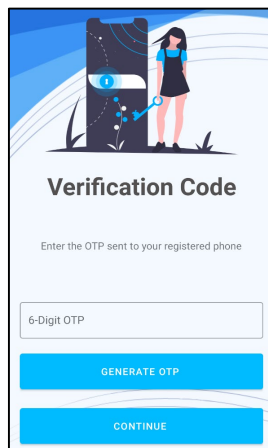 Verification Code
Enter the OTP sent to your registered phone
6-Digit OTP
GENERATE OTP
CONTINUE